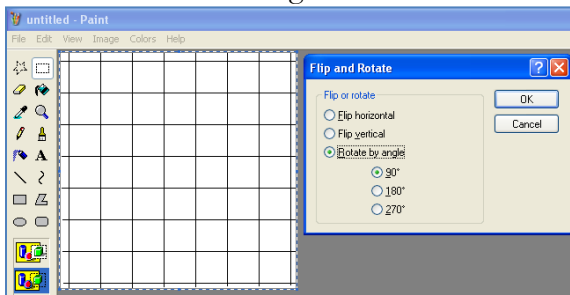 untitled - Paint
File Edit View Image Colors Help
A
Flip and Rotate
Flip or rotate
Flip horizontal
Flip vertical
Rotate by angle
90°
180°
270°
OK
Cancel